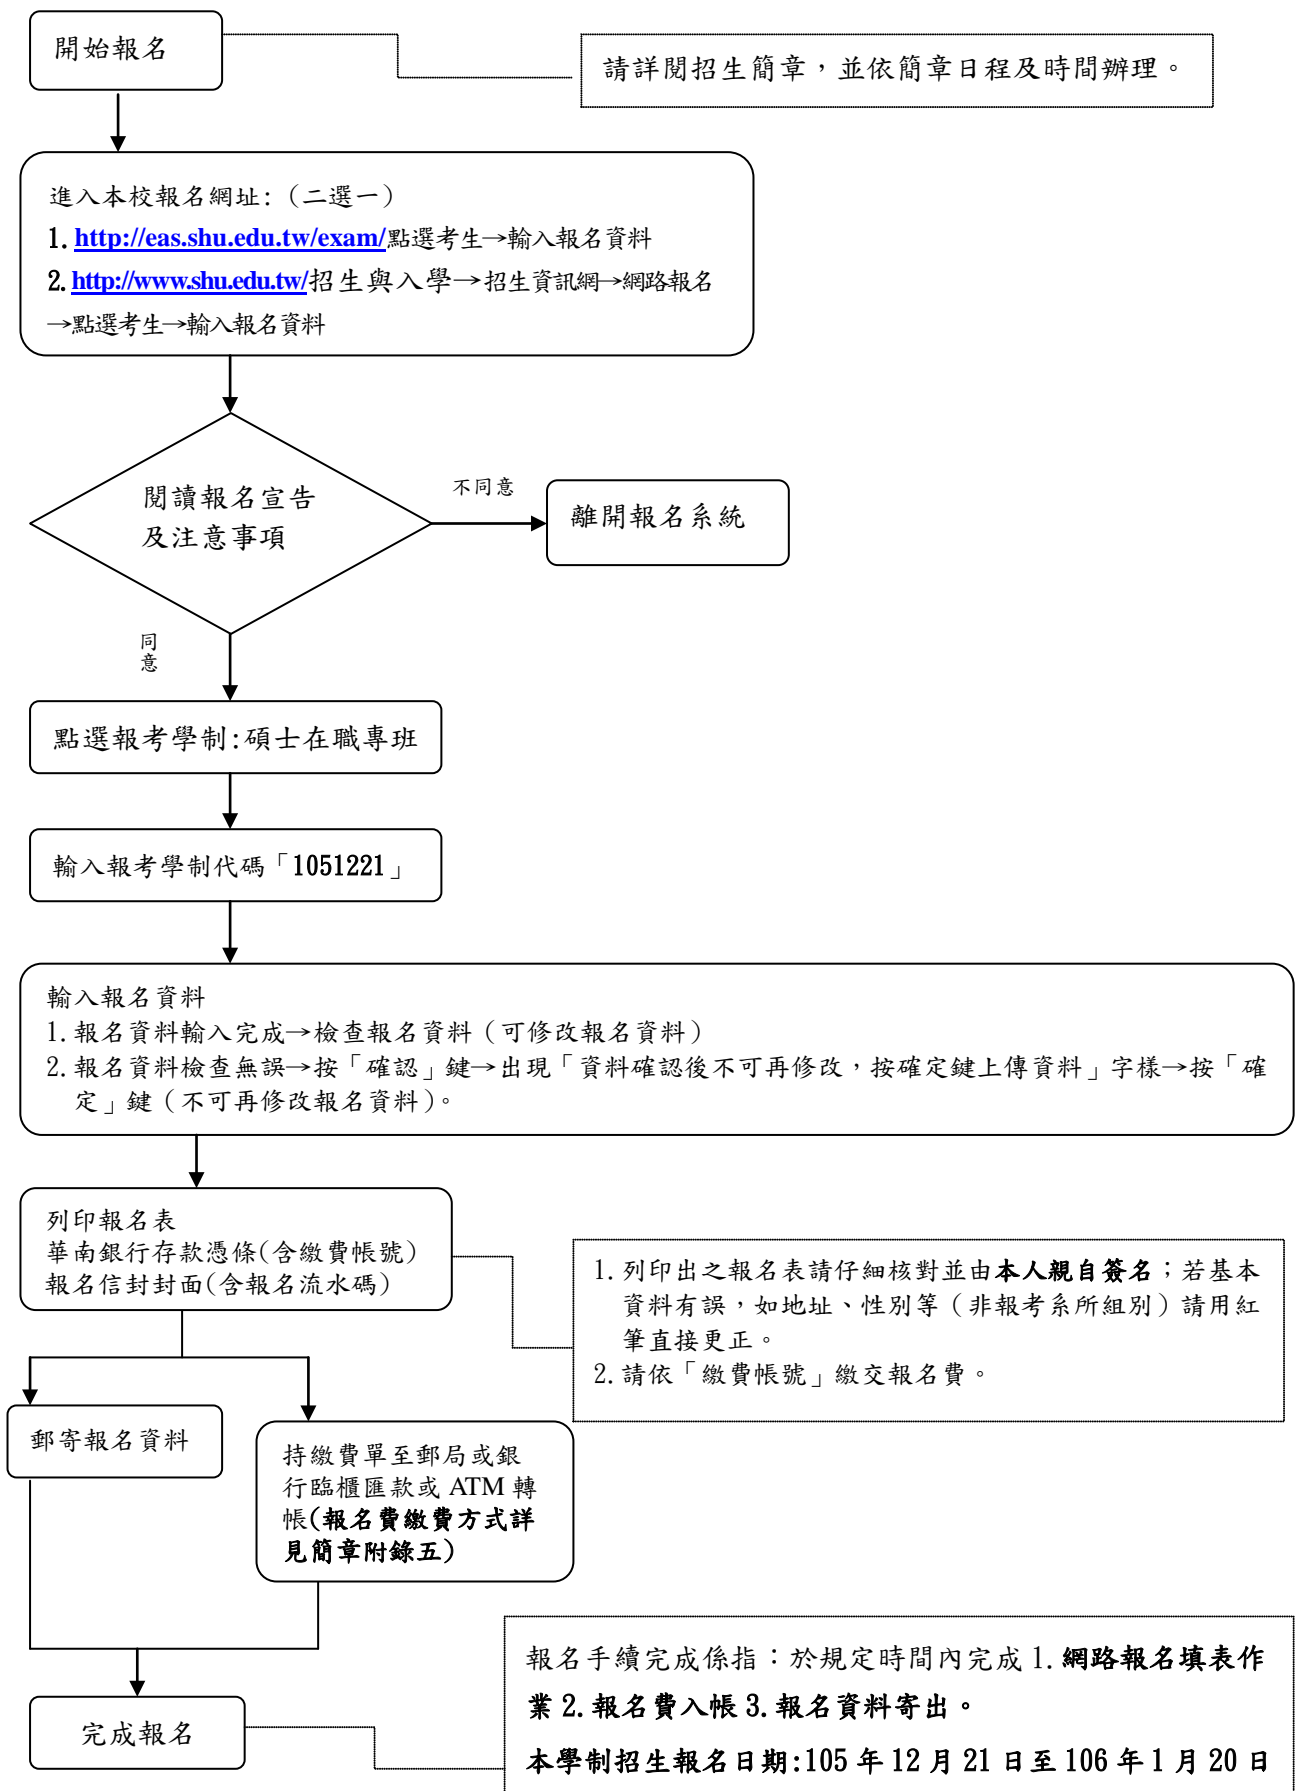 開始報名
請詳閱招生簡章，並依簡章日程及時間辦理。
進入本校報名網址:（二選一）
1.http://eas.shu.edu.tw/exam/點選考生→輸入報名資料
2.http://www.shu.edu.tw/招生與入學→招生資訊網→網路報名
→點選考生→輸入報名資料
閱讀報名宣告
及注意事項
不同意
離開報名系統
同
意
點選報考學制:碩士在職專班
輸入報考學制代碼「1051221」
輸入報名資料
1.報名資料輸入完成→檢查報名資料（可修改報名資料）
2.報名資料檢查無誤→按「確認」鍵→出現「資料確認後不可再修改，按確定鍵上傳資料」字樣→按「確
定」鍵（不可再修改報名資料）。
列印報名表
華南銀行存款憑條(含繳費帳號)
報名信封封面(含報名流水碼)
1.列印出之報名表請仔細核對並由本人親自簽名；若基本
資料有誤，如地址、性別等（非報考系所組別）請用紅
筆直接更正。
2.請依「繳費帳號」繳交報名費。
郵寄報名資料
持繳費單至郵局或銀
行臨櫃匯款或 ATM 轉
帳(報名費繳費方式詳
見簡章附錄五)
報名手續完成係指：於規定時間內完成 1.網路報名填表作
業 2.報名費入帳 3.報名資料寄出。
本學制招生報名日期:105 年 12 月 21 日至 106 年 1 月 20 日
完成報名